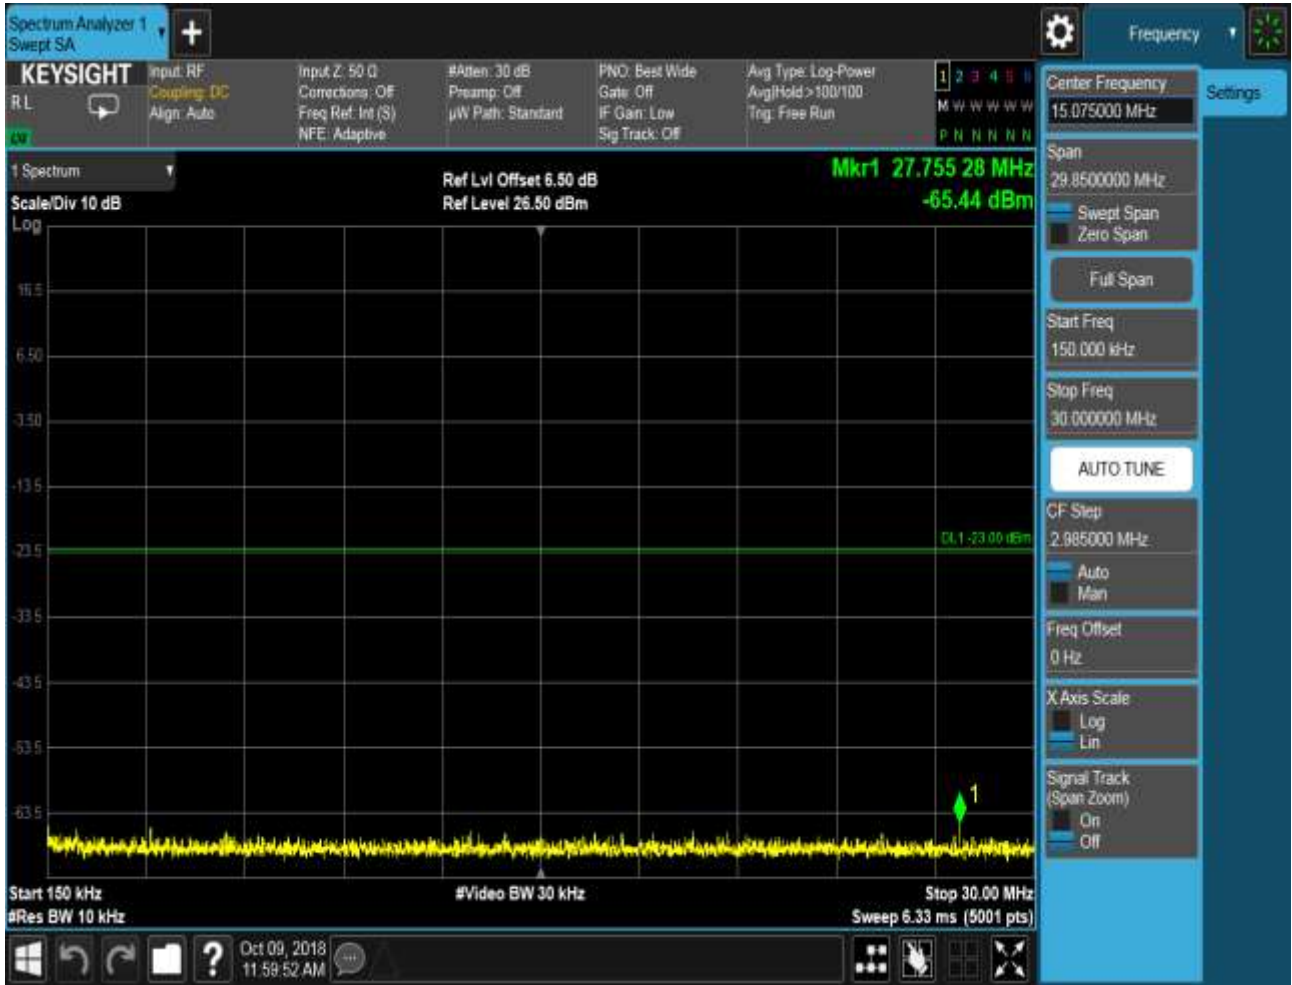 Spectrum Analyzer 1
Swept SA
+
Frequency
KEYSIGHT
R L
Input: RF
Coupling: DC
Align: Auto
Input Z: 50 Ω
Corrections: Off
Freq Ref: Int (S)
NFE: Adaptive
#Atten: 30 dB
Preamp: Off
µW Path: Standard
PNO: Best Wide
Gate: Off
IF Gain: Low
Sig Track: Off
Avg Type: Log-Power
Avg|Hold:>100/100
Trig: Free Run
1 2 3 4 5 6
M W W W W W
P N N N N N
1 Spectrum
Scale/Div 10 dB
Log
Ref Lvl Offset 6.50 dB
Ref Level 26.50 dBm
Mkr1 27.755 28 MHz
-65.44 dBm
16.5
6.50
-3.50
-13.5
-23.5
-33.5
-43.5
-53.5
-63.5
DL1 -23.00 dBm
1
Start 150 kHz
#Res BW 10 kHz
#Video BW 30 kHz
Stop 30.00 MHz
Sweep 6.33 ms (5001 pts)
Center Frequency
15.075000 MHz
Settings
Span
29.8500000 MHz
Swept Span
Zero Span
Full Span
Start Freq
150.000 kHz
Stop Freq
30.000000 MHz
AUTO TUNE
CF Step
2.985000 MHz
Auto
Man
Freq Offset
0 Hz
X Axis Scale
Log
Lin
Signal Track
(Span Zoom)
On
Off
?
Oct 09, 2018
11:59:52 AM